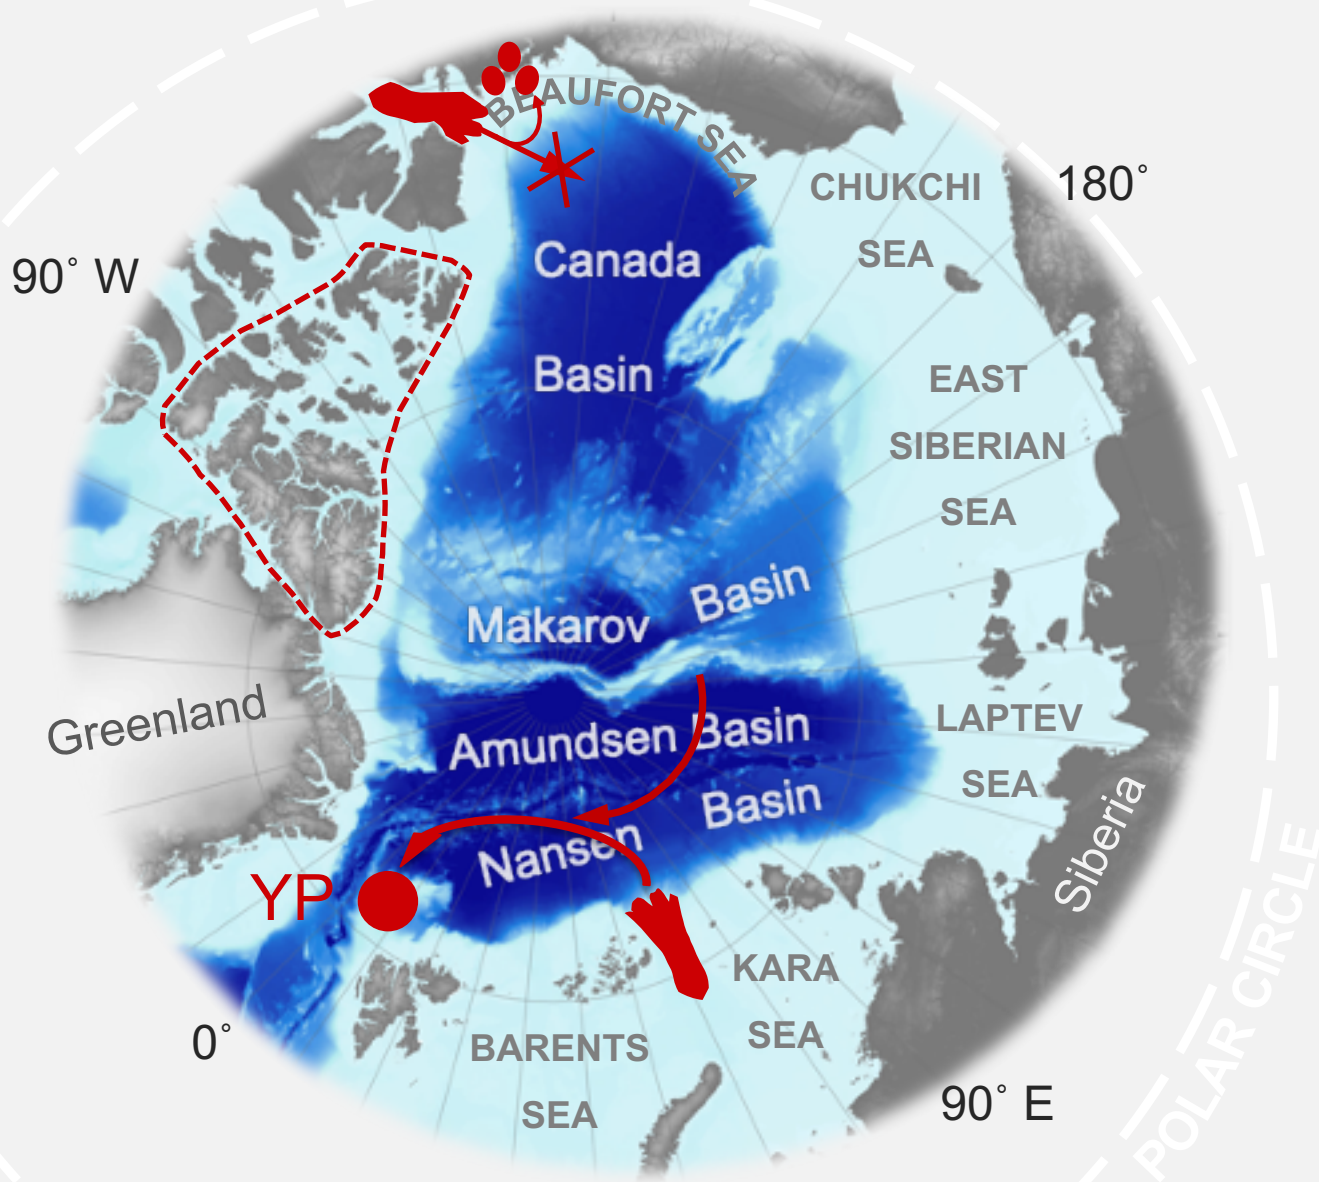 BEAUFORT SEA
CHUKCHI
SEA
180°
90° W
Canada
Basin
EAST
SIBERIAN
SEA
Makarov Basin
Greenland
Amundsen Basin
LAPTEV
SEA
Nansen Basin
Siberia
YP
KARA
SEA
0°
BARENTS
SEA
90° E
POLAR CIRCLE